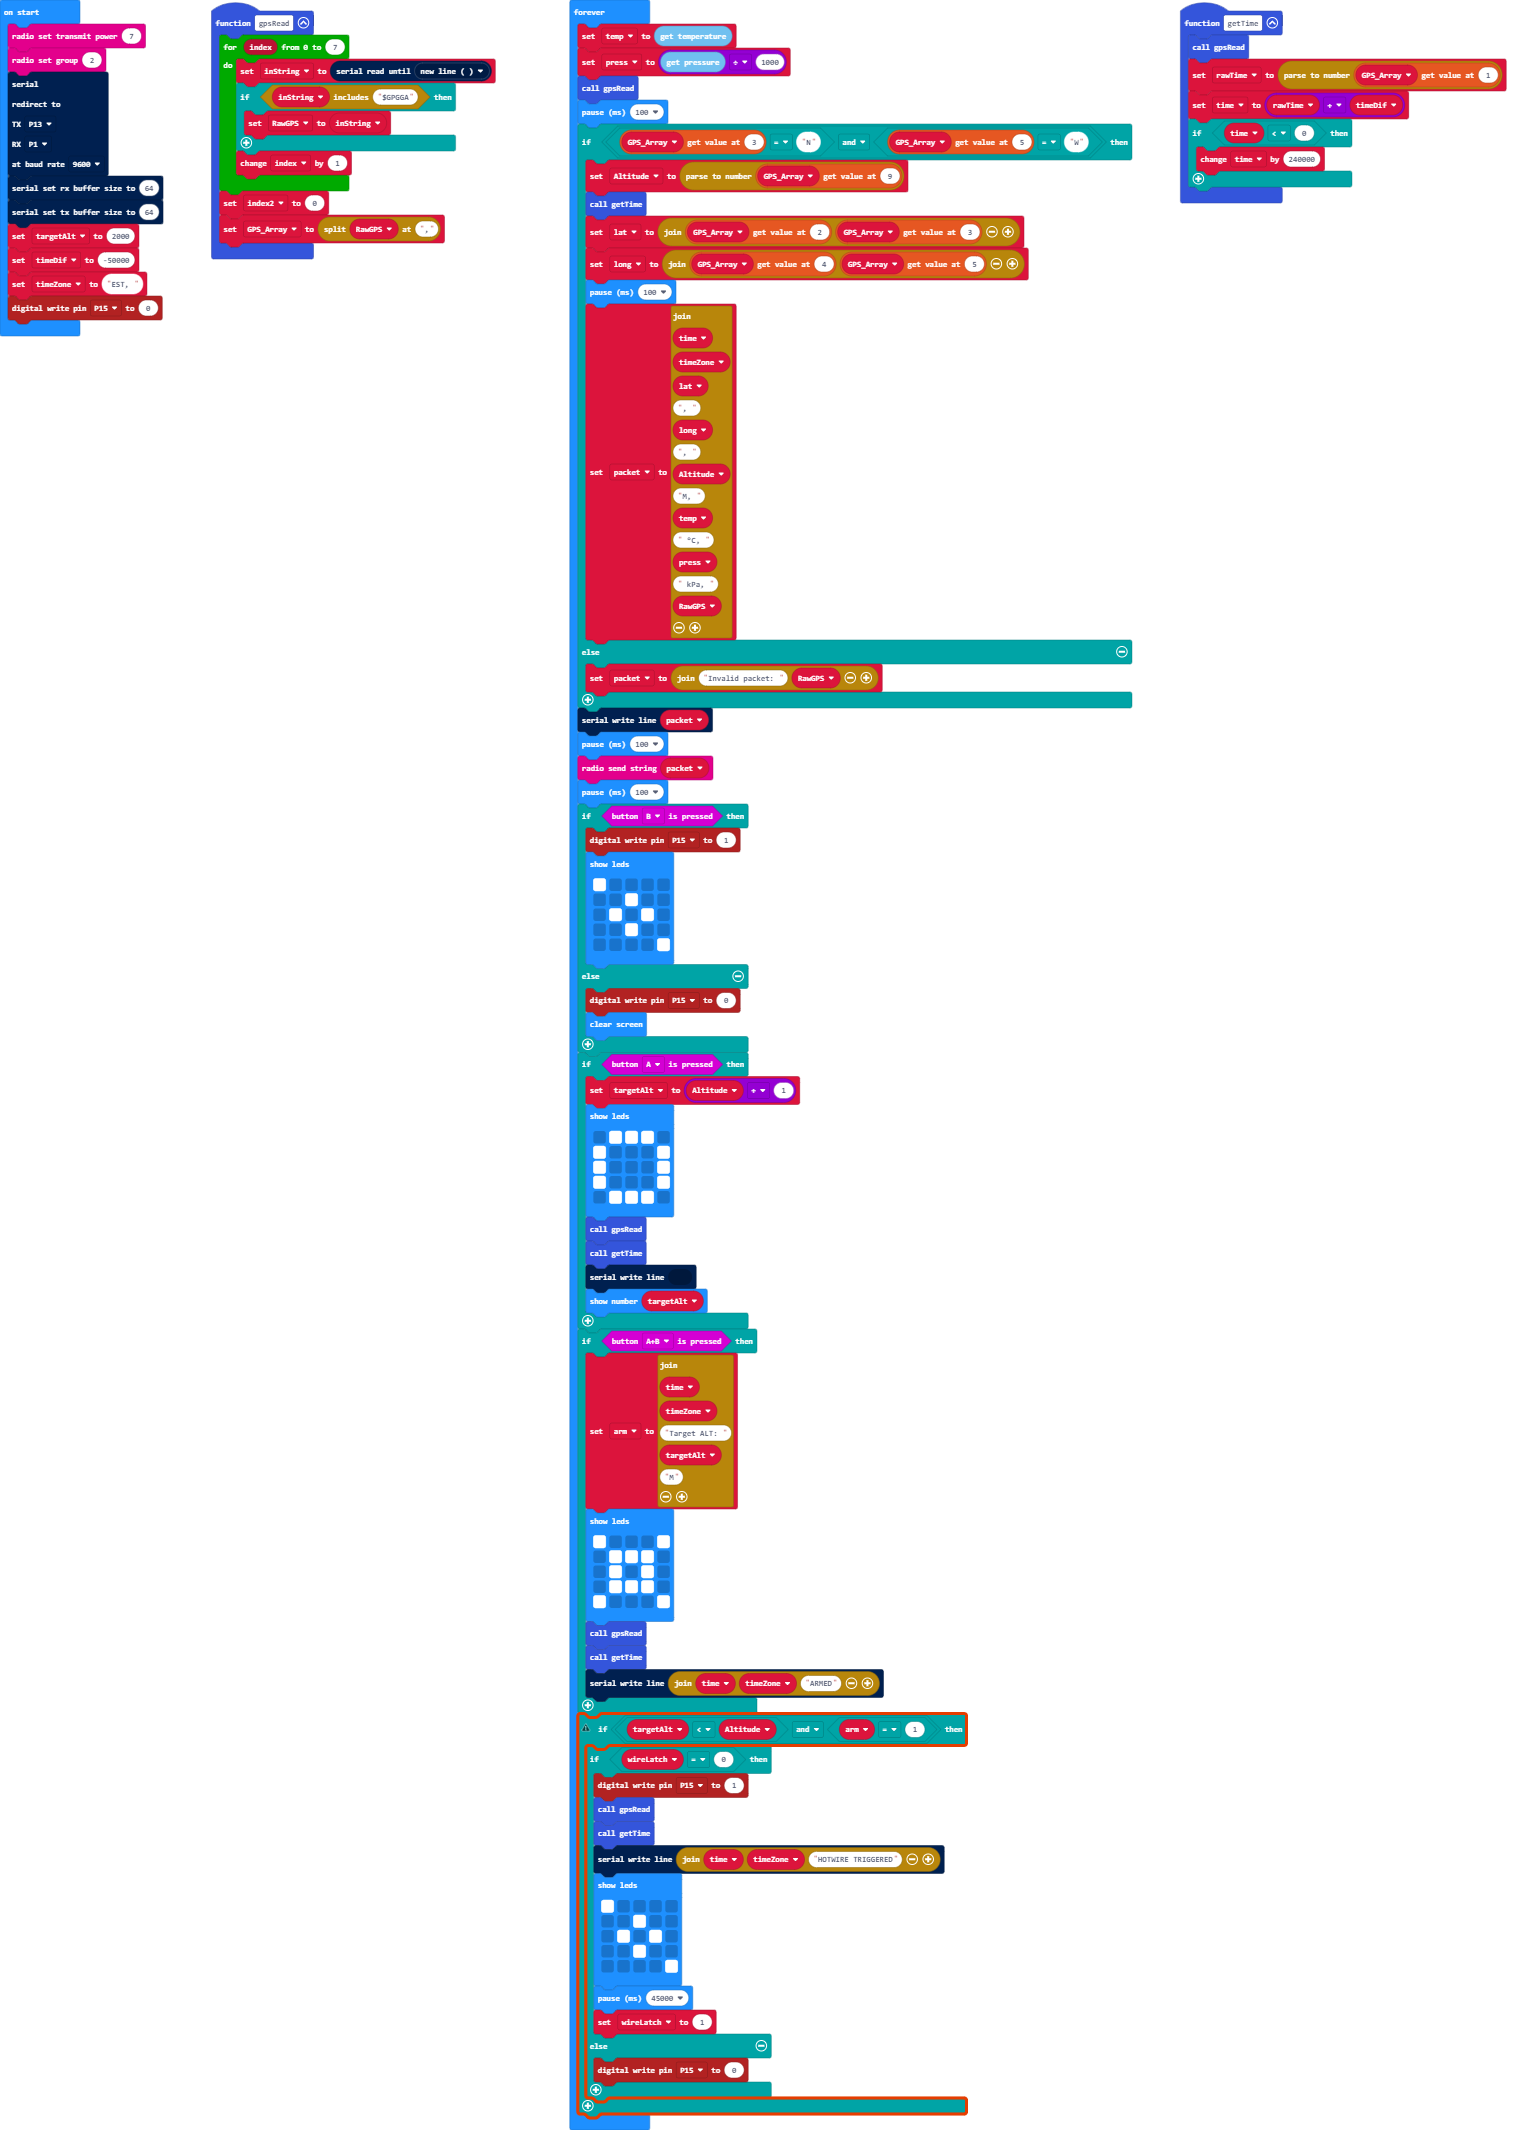 on start
radio set transmit power 7
radio set group 2
serial
redirect to
TX P13
RX P1
at baud rate 9600
serial set rx buffer size to 64
serial set tx buffer size to 64
set targetAlt to 2000
set timeDif to -50000
set timeZone to "EST, "
digital write pin P15 to 0
function gpsRead
for index from 0 to 7
do
set inString to serial read until new line ( )
if inString includes "$GPGGA" then
set RawGPS to inString
change index by 1
set index2 to 0
set GPS_Array to split RawGPS at ","
forever
set temp to get temperature
set press to get pressure ÷ 1000
call gpsRead
pause (ms) 100
if GPS_Array get value at 3 = "N" and GPS_Array get value at 5 = "W" then
set Altitude to parse to number GPS_Array get value at 9
call getTime
set lat to join GPS_Array get value at 2 GPS_Array get value at 3
set long to join GPS_Array get value at 4 GPS_Array get value at 5
pause (ms) 100
set packet to
join
time
timeZone
lat
", "
long
", "
Altitude
"M, "
temp
" °C, "
press
" kPa, "
RawGPS
else
set packet to join "Invalid packet: " RawGPS
serial write line packet
pause (ms) 100
radio send string packet
pause (ms) 100
if button B is pressed then
digital write pin P15 to 1
show leds
else
digital write pin P15 to 0
clear screen
if button A is pressed then
set targetAlt to Altitude + 1
show leds
call gpsRead
call getTime
serial write line
show number targetAlt
if button A+B is pressed then
set arm to
join
time
timeZone
"Target ALT: "
targetAlt
"M"
show leds
call gpsRead
call getTime
serial write line join time timeZone "ARMED"
if targetAlt < Altitude and arm = 1 then
if wireLatch = 0 then
digital write pin P15 to 1
call gpsRead
call getTime
serial write line join time timeZone "HOTWIRE TRIGGERED"
show leds
pause (ms) 45000
set wireLatch to 1
else
digital write pin P15 to 0
function getTime
call gpsRead
set rawTime to parse to number GPS_Array get value at 1
set time to rawTime + timeDif
if time < 0 then
change time by 240000